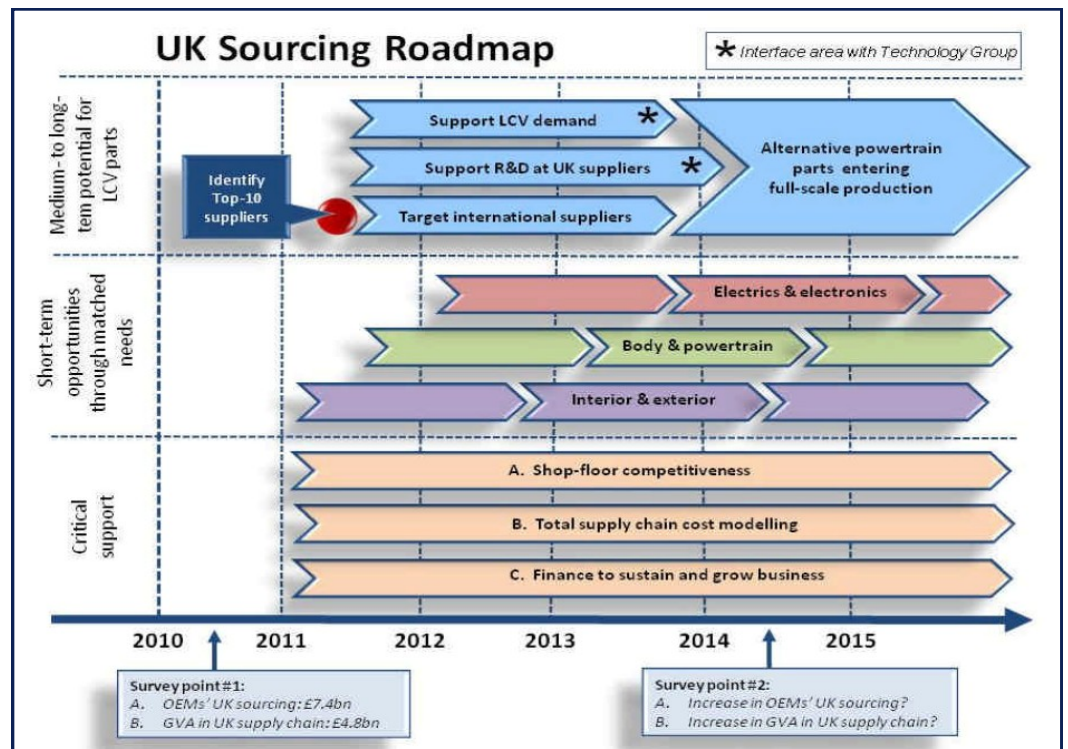 UK Sourcing Roadmap
* Interface area with Technology Group
Medium- to long-
tem potential for
LCV parts
Identify
Top-10
suppliers
Support LCV demand *
Support R&D at UK suppliers *
Target international suppliers
Alternative powertrain
parts entering
full-scale production
Short-term
opportunities
through matched
needs
Electrics & electronics
Body & powertrain
Interior & exterior
Critical
support
A. Shop-floor competitiveness
B. Total supply chain cost modelling
C. Finance to sustain and grow business
2010 2011 2012 2013 2014 2015
Survey point #1:
A. OEMs' UK sourcing: £7.4bn
B. GVA in UK supply chain: £4.8bn
Survey point #2:
A. Increase in OEMs' UK sourcing?
B. Increase in GVA in UK supply chain?